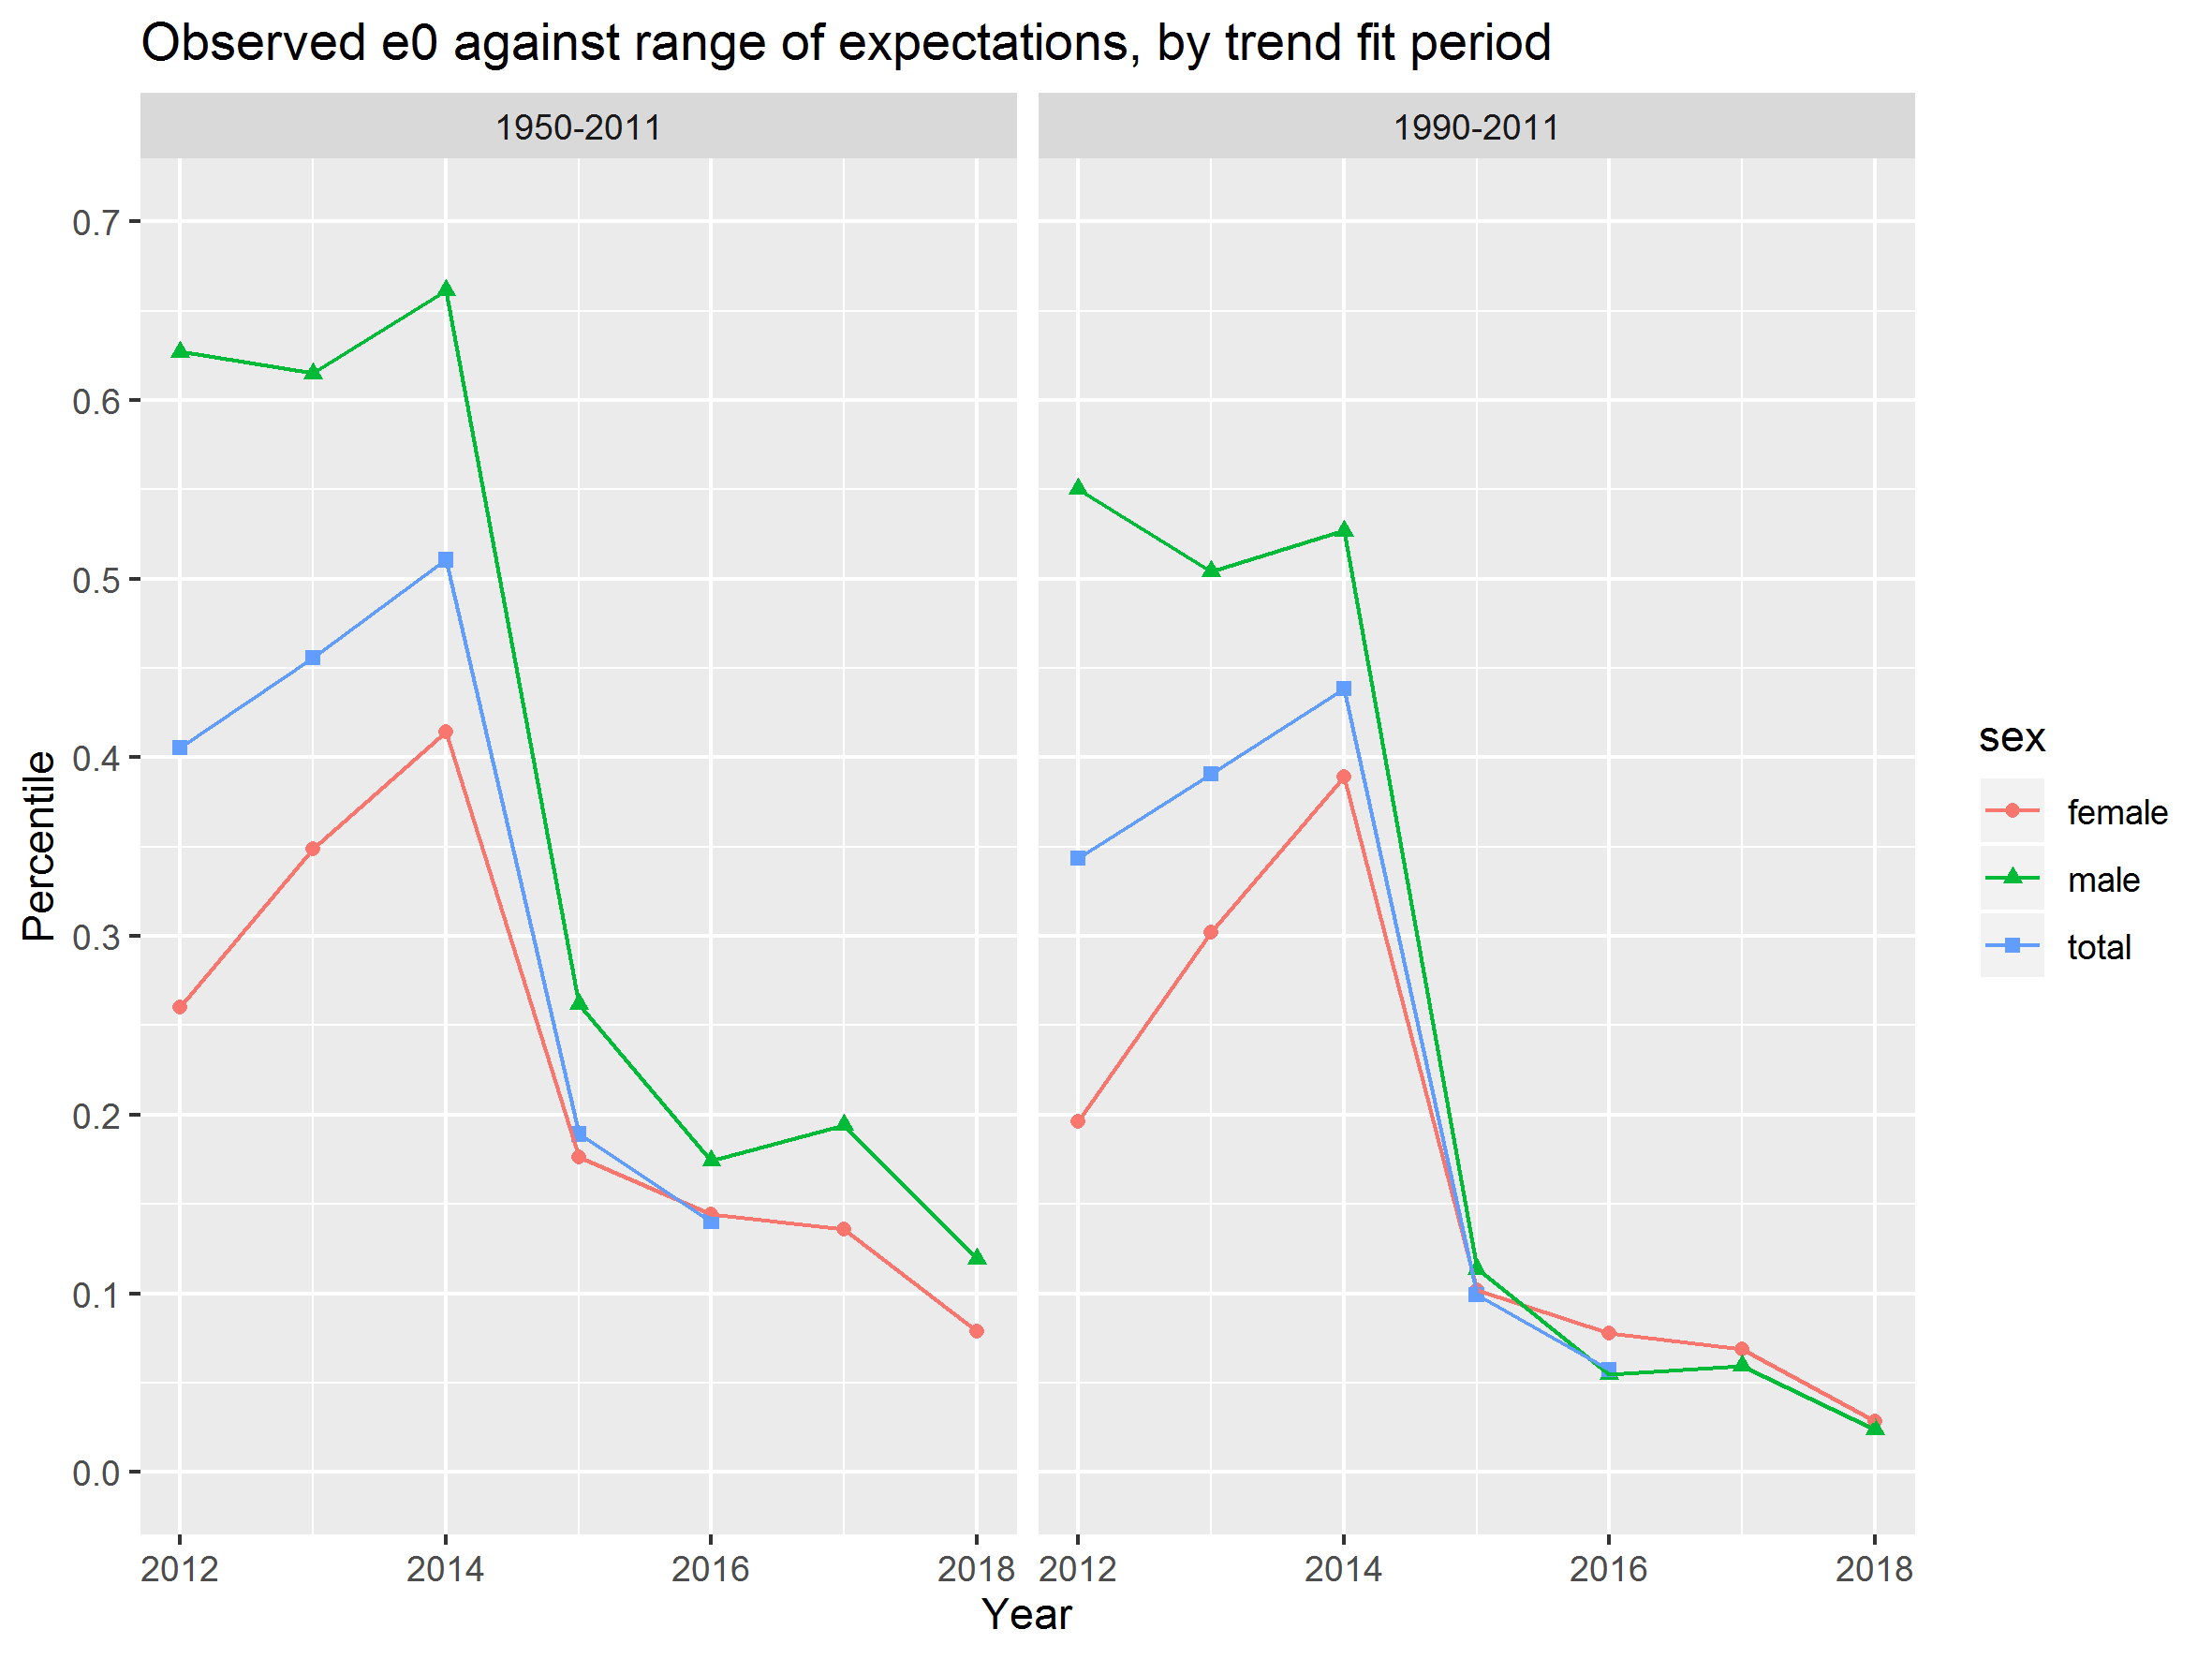 Observed e0 against range of expectations, by trend fit period
1950-2011
1990-2011
0.7
0.6
0.5
0.4
0.3
0.2
0.1
0.0
Percentile
2012
2014
2016
2018
2012
2014
2016
2018
Year
sex
female
male
total